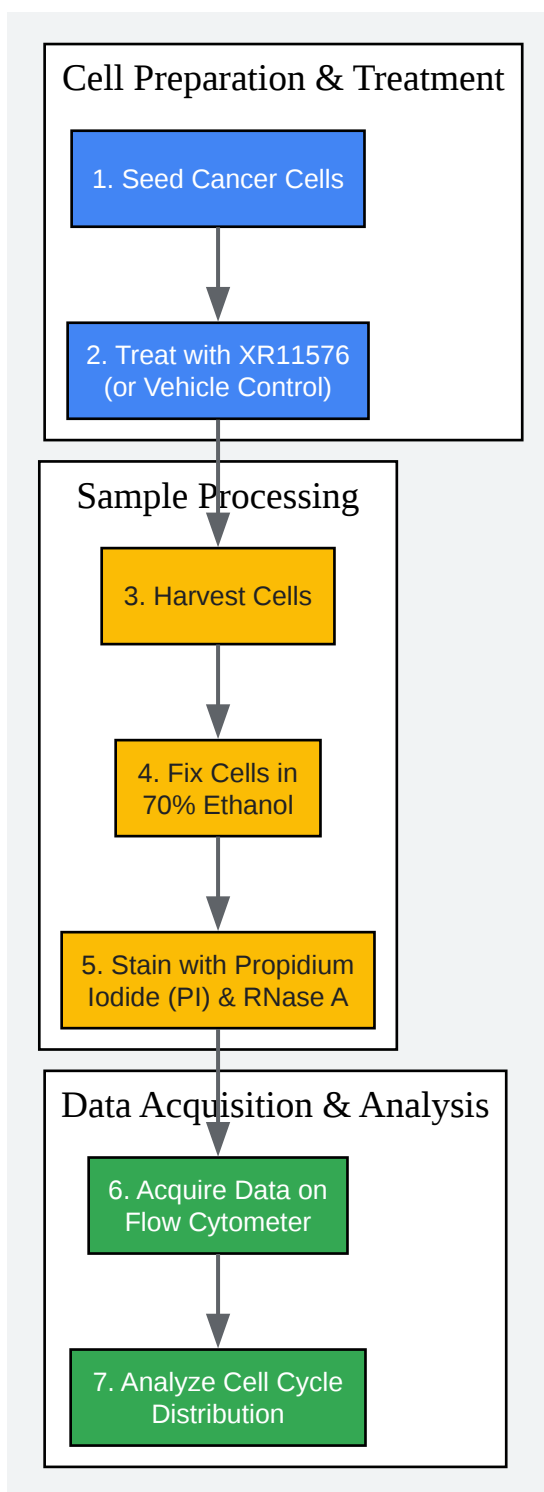 Cell Preparation & Treatment
1. Seed Cancer Cells
2. Treat with XR11576
(or Vehicle Control)
Sample Processing
3. Harvest Cells
4. Fix Cells in
70% Ethanol
5. Stain with Propidium
Iodide (PI) & RNase A
Data Acquisition & Analysis
6. Acquire Data on
Flow Cytometer
7. Analyze Cell Cycle
Distribution